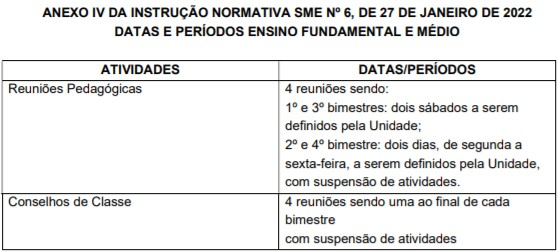 ANEXO IV DA INSTRUÇÃO NORMATIVA SME Nº 6, DE 27 DE JANEIRO DE 2022
DATAS E PERÍODOS ENSINO FUNDAMENTAL E MÉDIO
ATIVIDADES DATAS/PERÍODOS
Reuniões Pedagógicas 4 reuniões sendo:
1º e 3º bimestres: dois sábados a serem
definidos pela Unidade;
2º e 4º bimestre: dois dias, de segunda a
sexta-feira, a serem definidos pela Unidade,
com suspensão de atividades.
Conselhos de Classe 4 reuniões sendo uma ao final de cada
bimestre
com suspensão de atividades